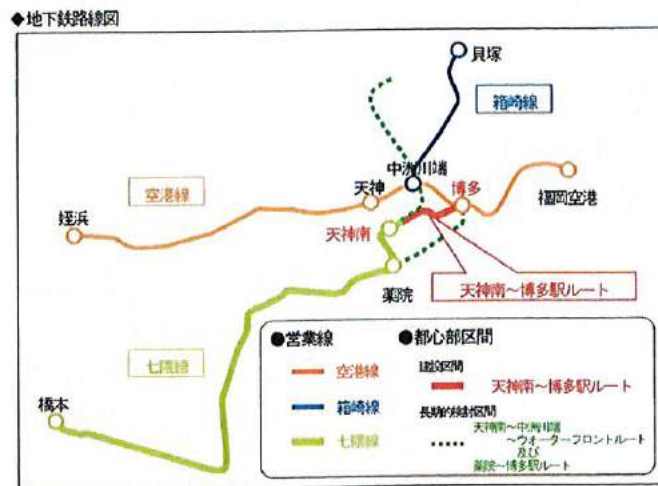 ◆地下鉄路線図
貝塚
箱崎線
中洲川端
空港線
天神
博多
福岡空港
姪浜
天神南
薬院
天神南～博多駅ルート
七隈線
橋本
●営業線
空港線
箱崎線
七隈線
●都心部区間
建設区間
天神南～博多駅ルート
長期的検討区間
天神南～中洲川端
～ウォーターフロントルート
及び
薬院～博多駅ルート